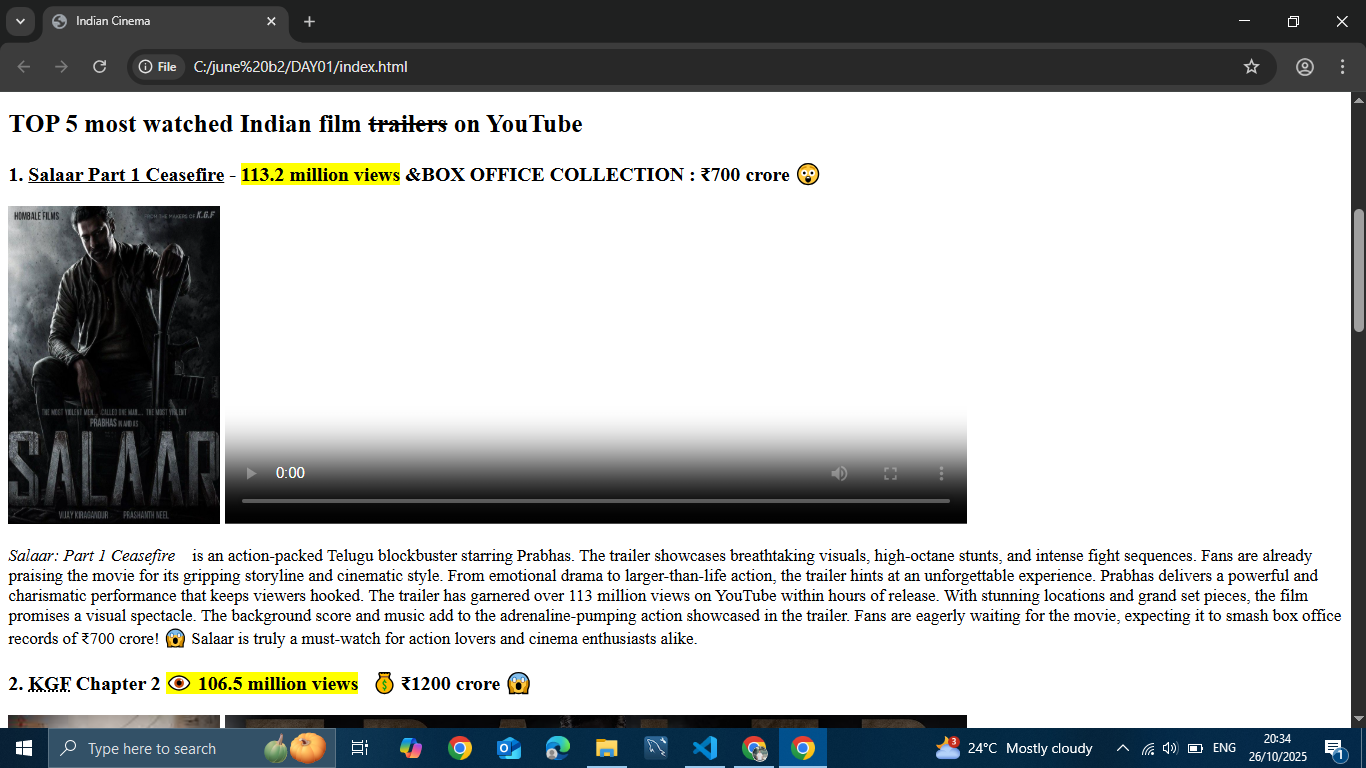 Indian Cinema
File
C:/june%20b2/DAY01/index.html
TOP 5 most watched Indian film trailers on YouTube
1. Salaar Part 1 Ceasefire - 113.2 million views &BOX OFFICE COLLECTION : ₹700 crore 😲
HOMBALE FILMS
FROM THE MAKERS OF K.G.F
THE MOST VIOLENT MEN... CALLED ONE MAN... THE MOST VIOLENT
PRABHAS IN AND AS
SALAAR
VIJAY KIRAGANDUR PRASHANTH NEEL
0:00
Salaar: Part 1 Ceasefire is an action-packed Telugu blockbuster starring Prabhas. The trailer showcases breathtaking visuals, high-octane stunts, and intense fight sequences. Fans are already
praising the movie for its gripping storyline and cinematic style. From emotional drama to larger-than-life action, the trailer hints at an unforgettable experience. Prabhas delivers a powerful and
charismatic performance that keeps viewers hooked. The trailer has garnered over 113 million views on YouTube within hours of release. With stunning locations and grand set pieces, the film
promises a visual spectacle. The background score and music add to the adrenaline-pumping action showcased in the trailer. Fans are eagerly waiting for the movie, expecting it to smash box office
records of ₹700 crore! 😱 Salaar is truly a must-watch for action lovers and cinema enthusiasts alike.
2. KGF Chapter 2 👁️ 106.5 million views 💰 ₹1200 crore 😱
Type here to search
3
24°C Mostly cloudy
ENG
20:34
26/10/2025
1